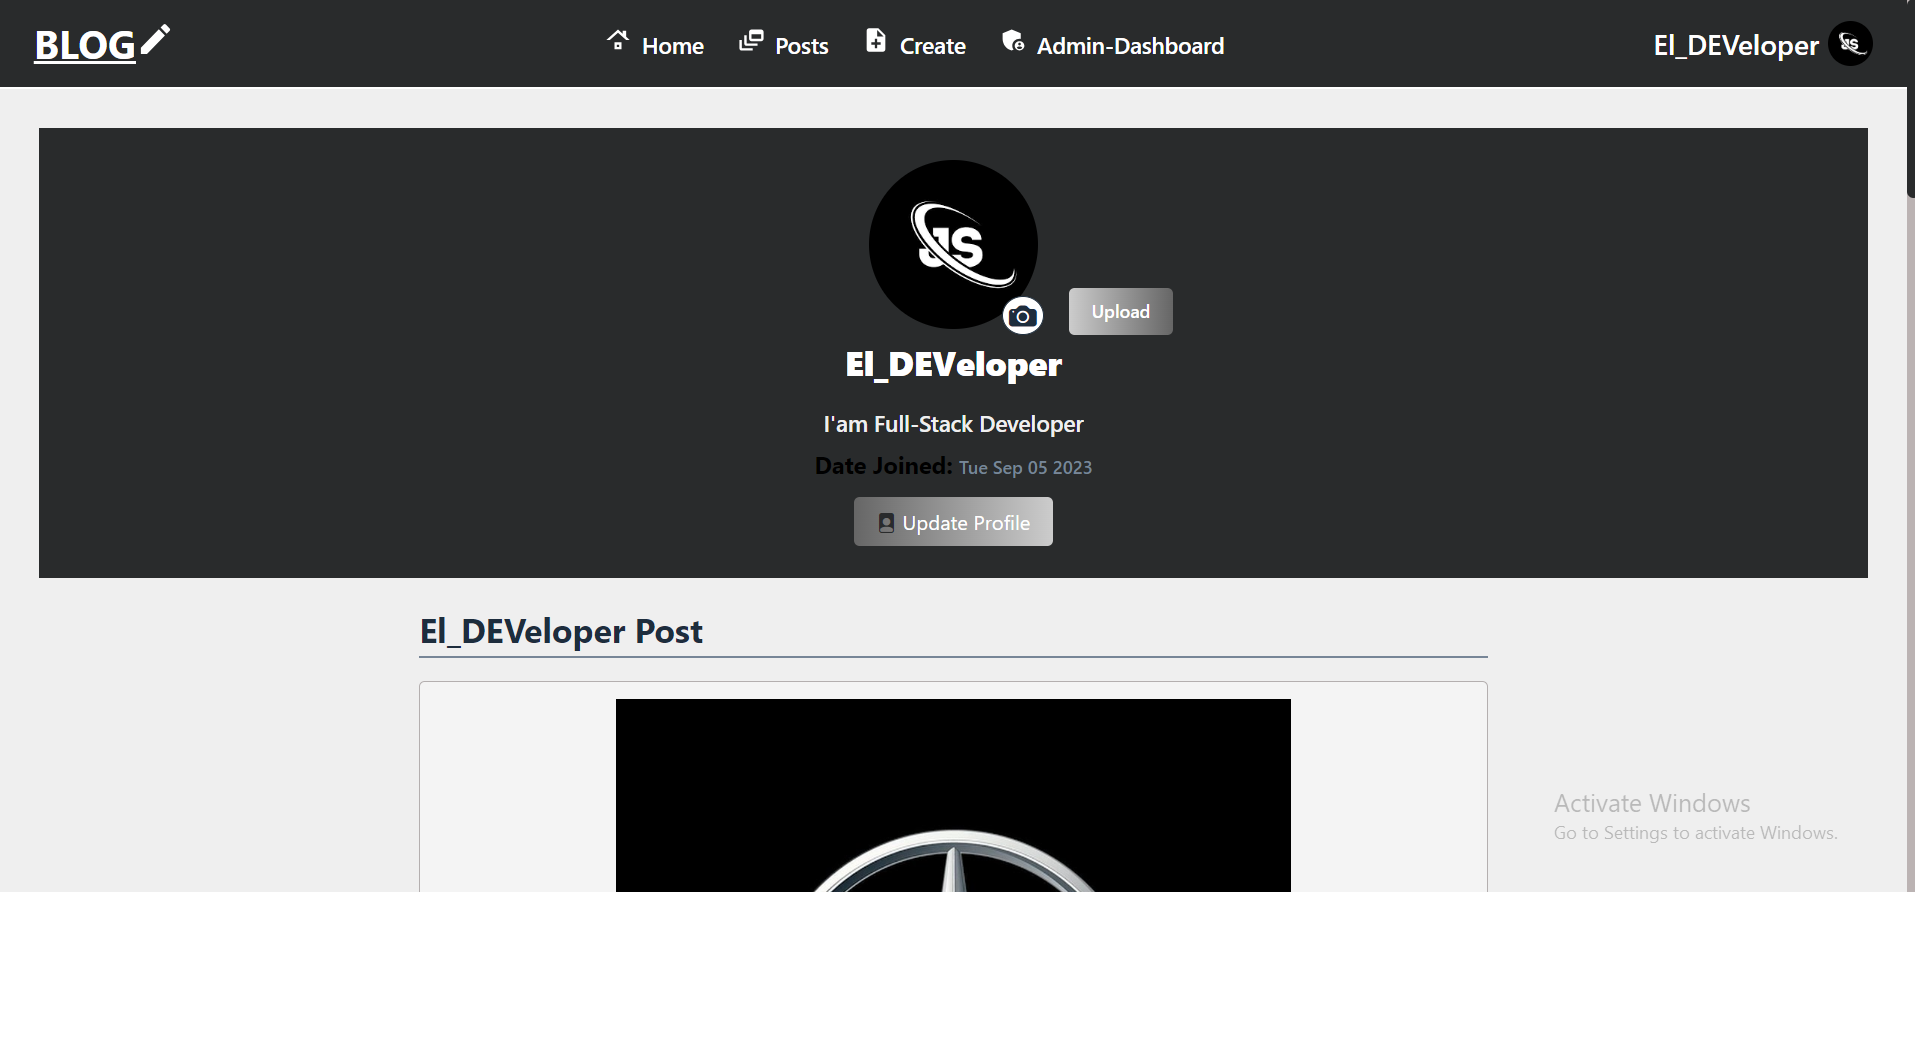 BLOG
Home
Posts
Create
Admin-Dashboard
El_DEVeloper
JS
JS
Upload
El_DEVeloper
I'am Full-Stack Developer
Date Joined: Tue Sep 05 2023
Update Profile
El_DEVeloper Post
Activate Windows
Go to Settings to activate Windows.